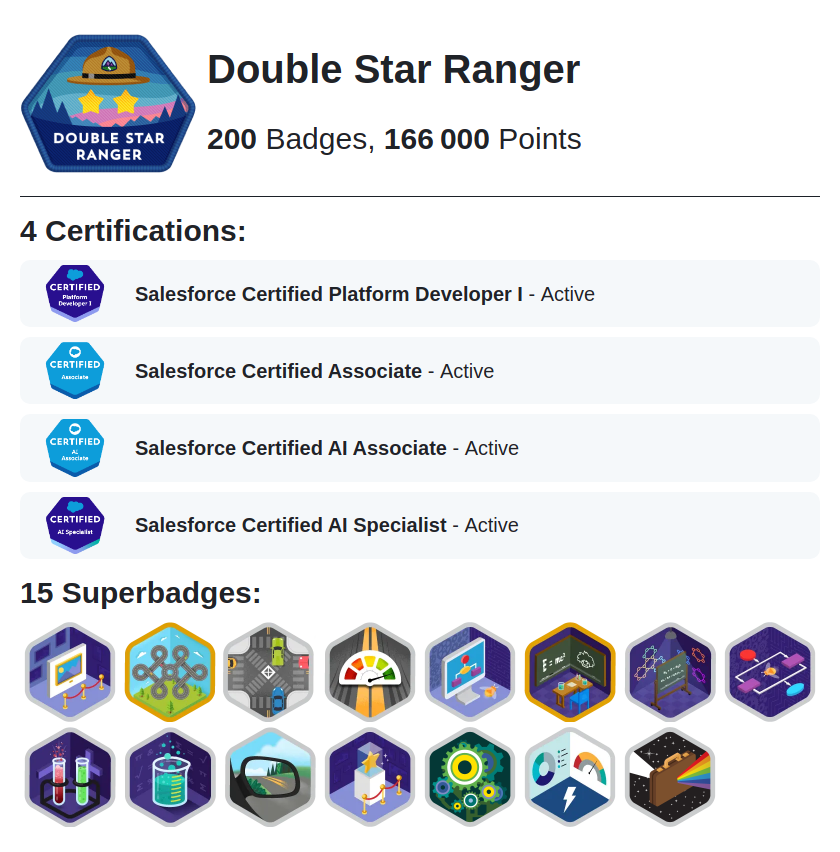 DOUBLE STAR
RANGER
Double Star Ranger
200 Badges, 166 000 Points
4 Certifications:
CERTIFIED
Platform
Developer I
Salesforce Certified Platform Developer I - Active
CERTIFIED
Associate
Salesforce Certified Associate - Active
CERTIFIED
AI
Associate
Salesforce Certified AI Associate - Active
CERTIFIED
AI Specialist
Salesforce Certified AI Specialist - Active
15 Superbadges:
E = mc²